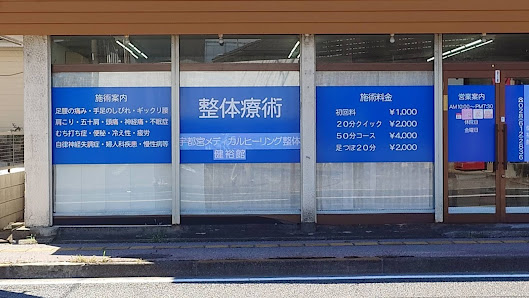 施術案内
足腰の痛み・手足のしびれ・ギックリ腰
肩こり・五十肩・頭痛・神経痛・不眠症
むち打ち症・便秘・冷え性・疲労
自律神経失調症・婦人科疾患・慢性病等
整体療術
宇都宮メディカルヒーリング整体
健裕館
施術料金
初回料 ￥1,000
20分クイック ￥2,000
50分コース ￥4,000
足つぼ20分 ￥2,000
営業案内
AM10:00〜PM7:30
休院日
金曜日